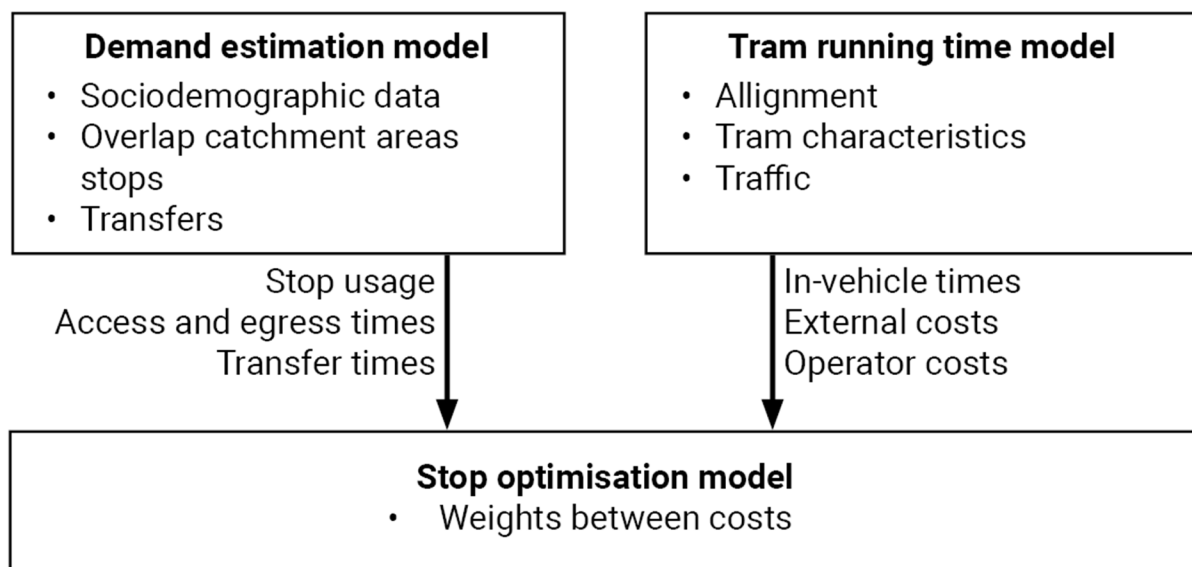 Demand estimation model
• Sociodemographic data
• Overlap catchment areas
stops
• Transfers
Tram running time model
• Allignment
• Tram characteristics
• Traffic
Stop usage
Access and egress times
Transfer times
In-vehicle times
External costs
Operator costs
Stop optimisation model
• Weights between costs